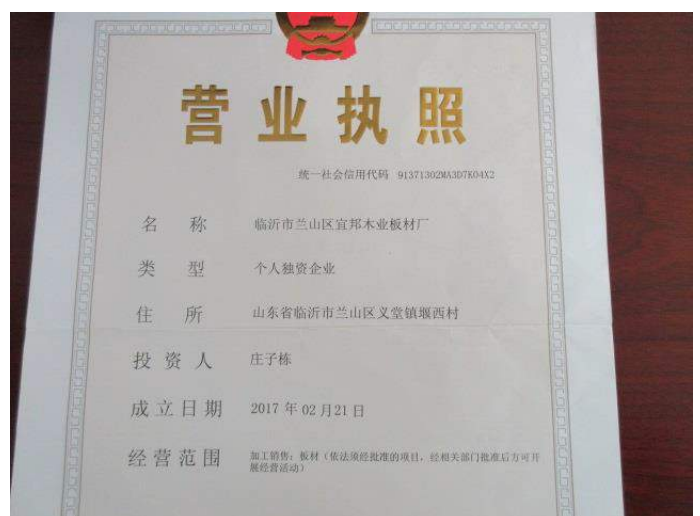 营业执照
统一社会信用代码 91371302MA3D7K04X2
名称 临沂市兰山区宜邦木业板材厂
类型 个人独资企业
住所 山东省临沂市兰山区义堂镇堰西村
投资人 庄子栋
成立日期 2017年02月21日
经营范围 加工销售：板材（依法须经批准的项目，经相关部门批准后方可开
展经营活动）